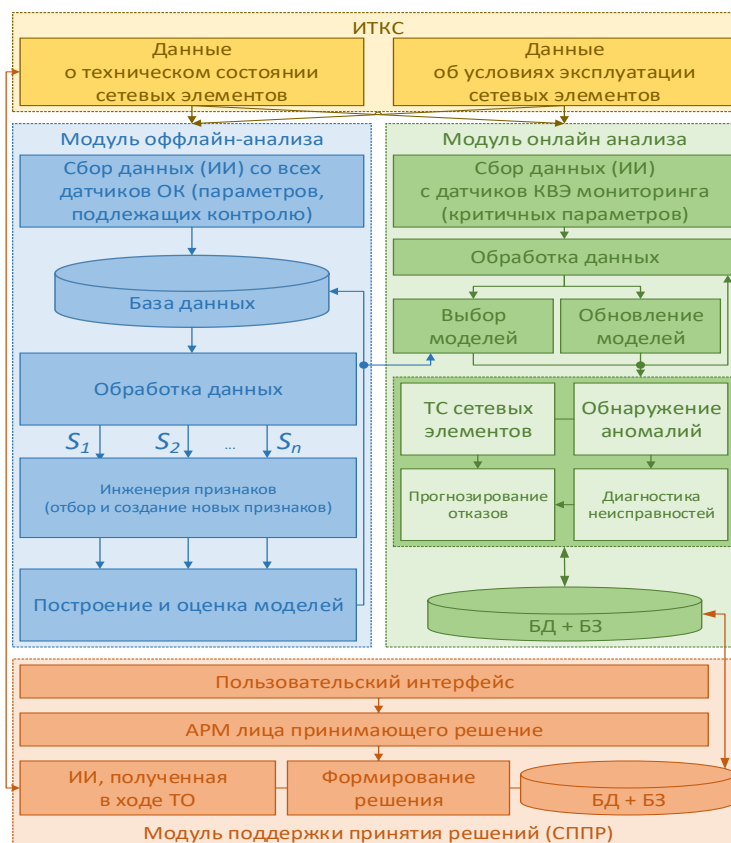 ИТКС
Данные
о техническом состоянии
сетевых элементов
Данные
об условиях эксплуатации
сетевых элементов
Модуль оффлайн-анализа
Сбор данных (ИИ) со всех
датчиков ОК (параметров,
подлежащих контролю)
База данных
Обработка данных
S1 S2 ... Sn
Инженерия признаков
(отбор и создание новых признаков)
Построение и оценка моделей
Модуль онлайн анализа
Сбор данных (ИИ)
с датчиков КВЭ мониторинга
(критичных параметров)
Обработка данных
Выбор
моделей
Обновление
моделей
ТС сетевых
элементов
Обнаружение
аномалий
Прогнозирование
отказов
Диагностика
неисправностей
БД + БЗ
Пользовательский интерфейс
АРМ лица принимающего решение
ИИ, полученная
в ходе ТО
Формирование
решения
БД + БЗ
Модуль поддержки принятия решений (СППР)